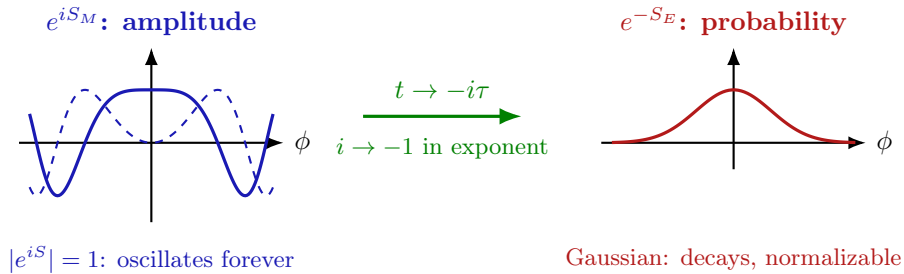 e^{iS_M}: amplitude
ϕ
|e^{iS}| = 1: oscillates forever
t → −iτ
i → −1 in exponent
e^{−S_E}: probability
ϕ
Gaussian: decays, normalizable